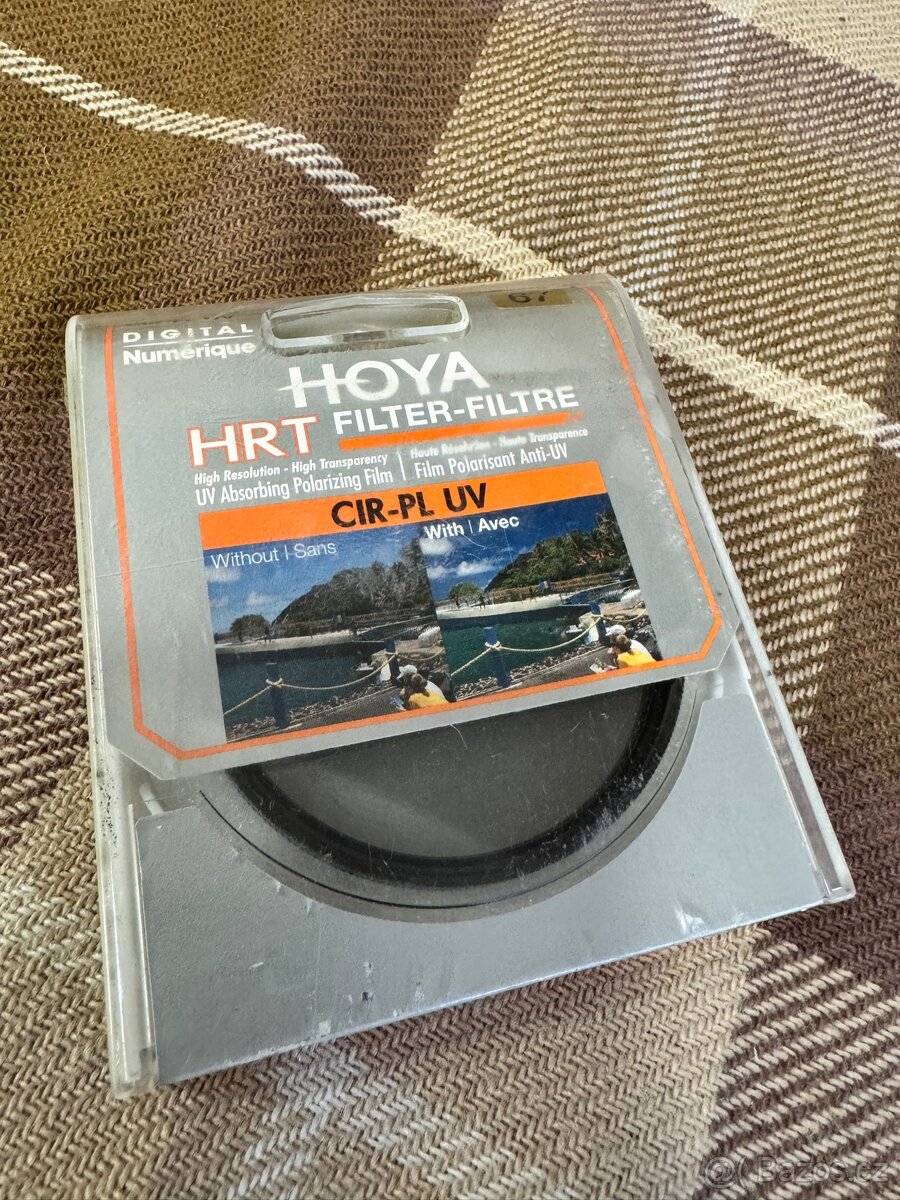 67
DIGITAL
Numérique
HOYA
HRT FILTER-FILTRE
High Resolution - High Transparency
UV Absorbing Polarizing Film
Haute Résolution - Haute Transparence
Film Polarisant Anti-UV
CIR-PL UV
Without | Sans
With | Avec
Bazos.cz